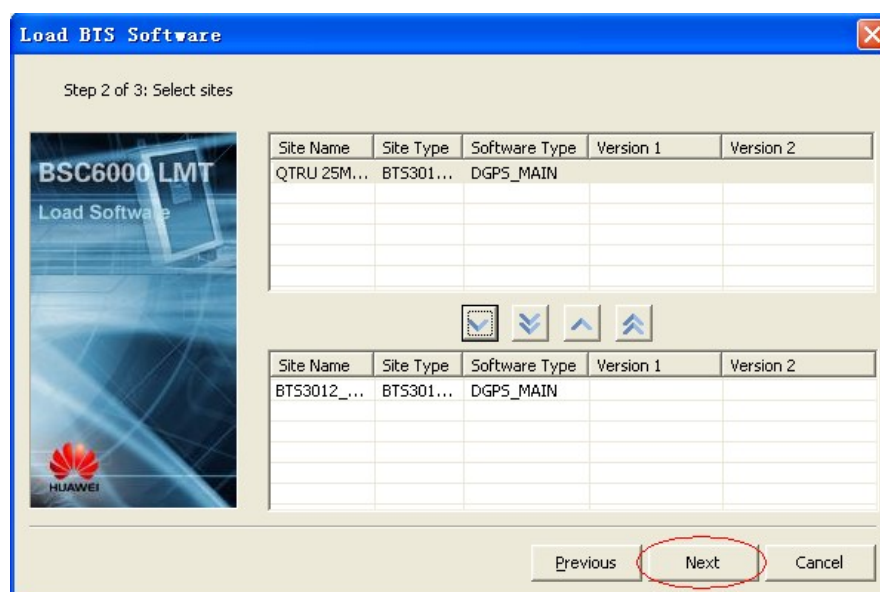 Load BTS Software
Step 2 of 3: Select sites
BSC6000 LMT
Load Software
HUAWEI
Site Name Site Type Software Type Version 1 Version 2
QTRU 25M... BTS301... DGPS_MAIN
Site Name Site Type Software Type Version 1 Version 2
BTS3012_... BTS301... DGPS_MAIN
Previous Next Cancel